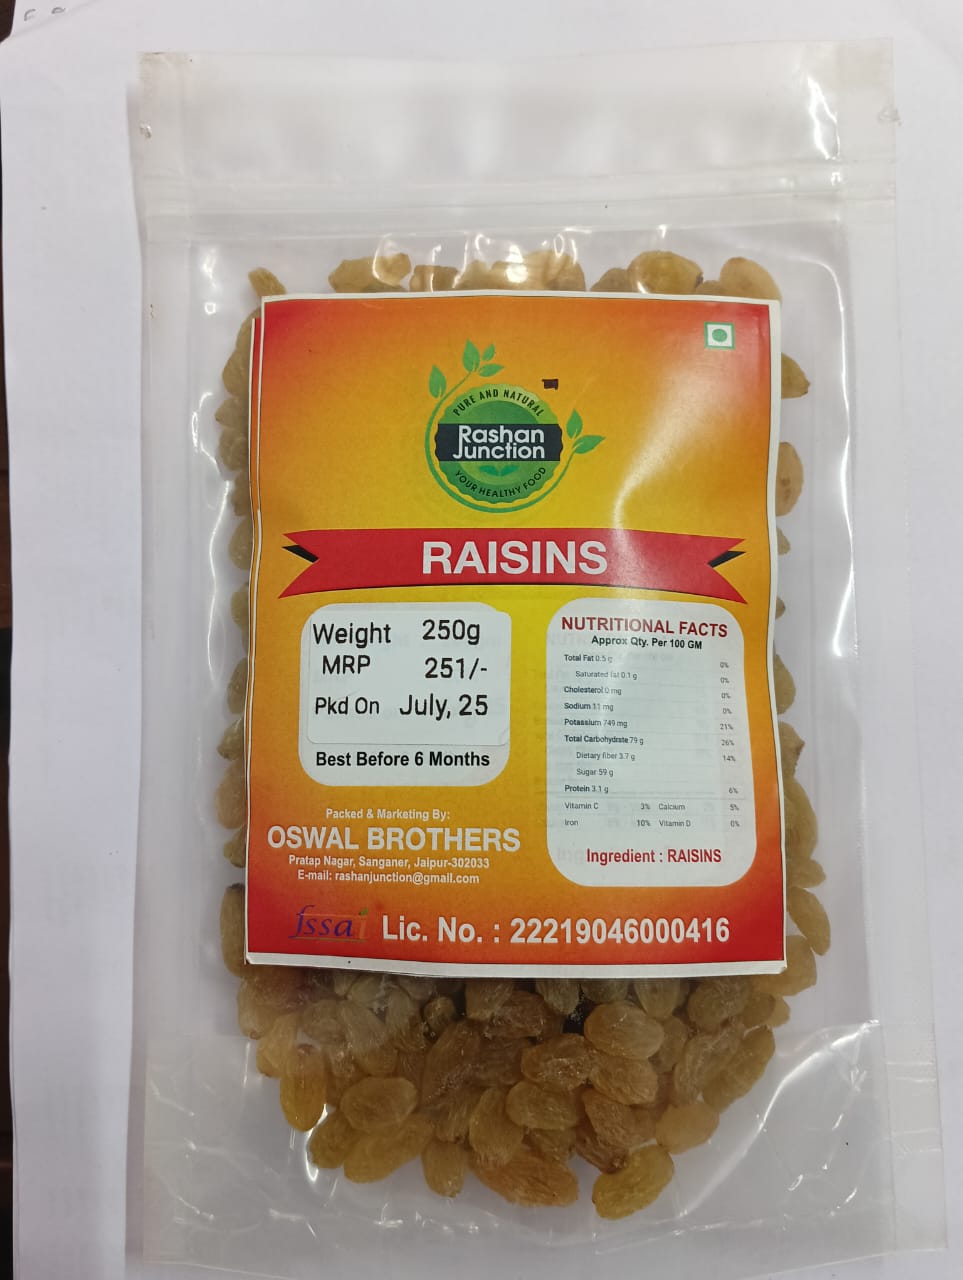 PURE AND NATURAL
Rashan
Junction
YOUR HEALTHY FOOD
RAISINS
Weight 250g
MRP 251/-
Pkd On July, 25
Best Before 6 Months
NUTRITIONAL FACTS
Approx Qty. Per 100 GM
Total Fat 0.5 g 0%
Saturated fat 0.1 g 0%
Cholesterol 0 mg 0%
Sodium 11 mg 0%
Potassium 749 mg 21%
Total Carbohydrate 79 g 26%
Dietary fiber 3.7 g 14%
Sugar 59 g
Protein 3.1 g 6%
Vitamin C 3% Calcium 5%
Iron 10% Vitamin D 0%
Ingredient : RAISINS
Packed & Marketing By:
OSWAL BROTHERS
Pratap Nagar, Sanganer, Jaipur-302033
E-mail: rashanjunction@gmail.com
fssai Lic. No. : 22219046000416